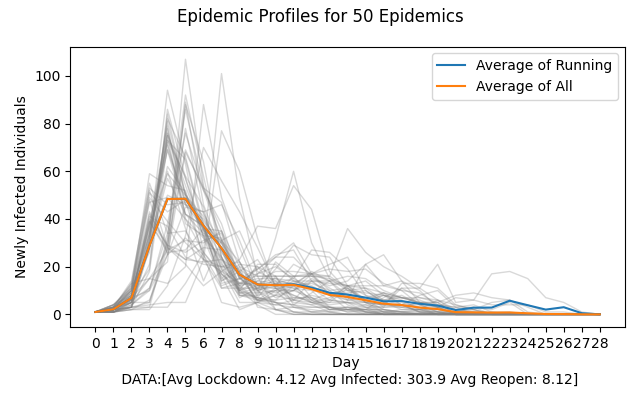 Epidemic Profiles for 50 Epidemics
Average of Running
Average of All
Newly Infected Individuals
100
80
60
40
20
0
0 1 2 3 4 5 6 7 8 9 10 11 12 13 14 15 16 17 18 19 20 21 22 23 24 25 26 27 28
Day
DATA:[Avg Lockdown: 4.12 Avg Infected: 303.9 Avg Reopen: 8.12]